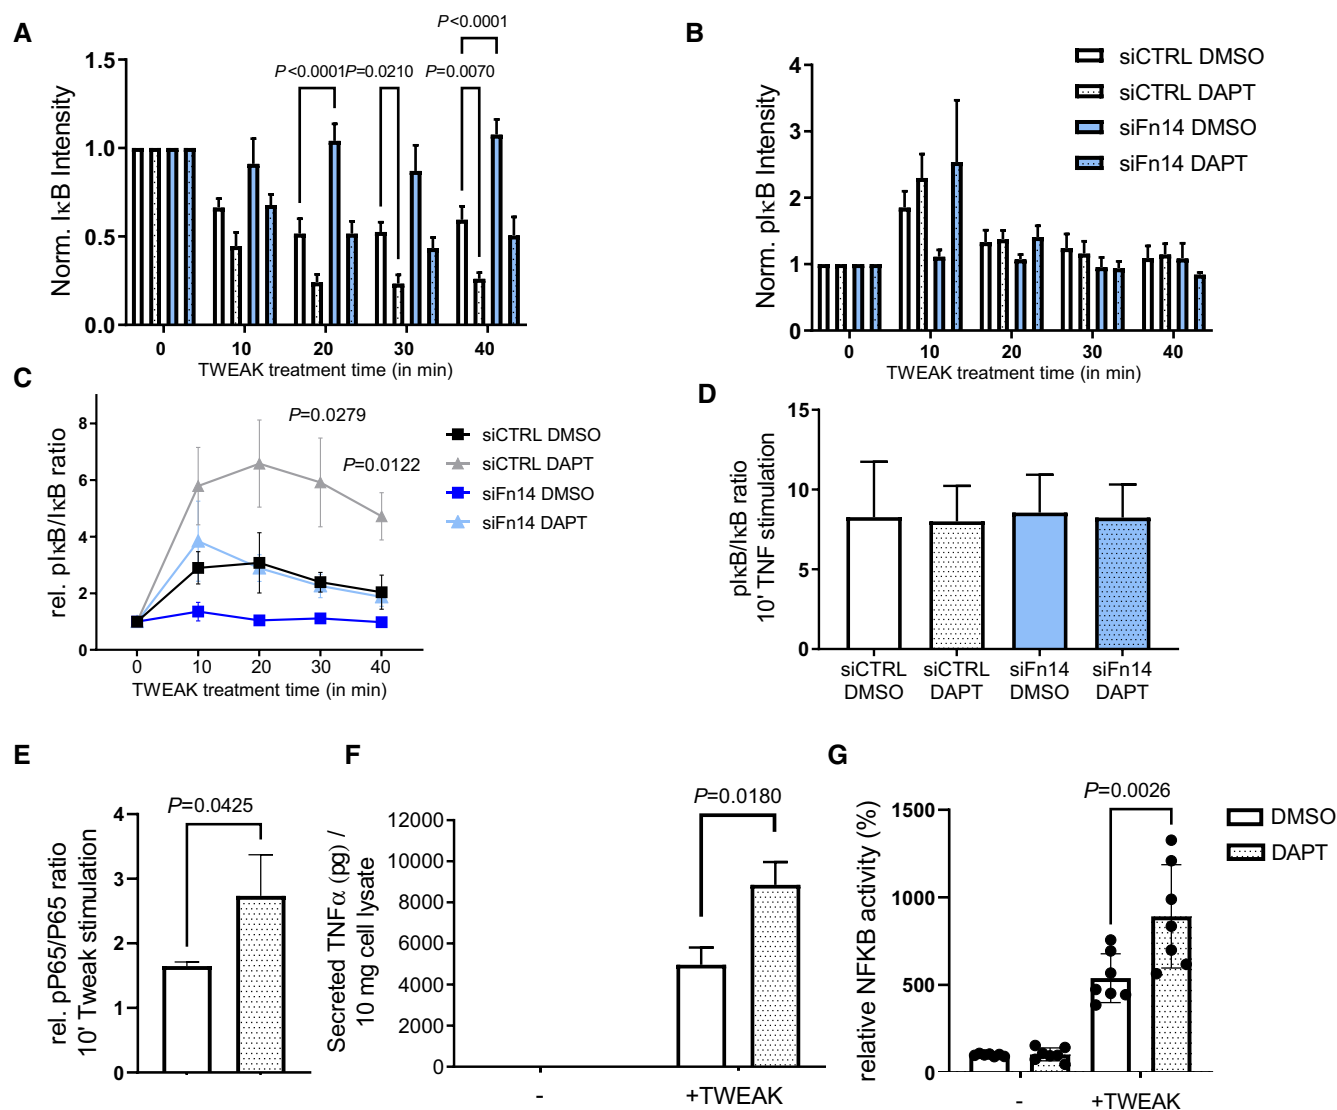 A
P<0.0001
P<0.0001
P=0.0210
P=0.0070
Norm. IκB Intensity
1.5
1.0
0.5
0.0
0
10
20
30
40
TWEAK treatment time (in min)
B
Norm. pIκB Intensity
4
3
2
1
0
0
10
20
30
40
TWEAK treatment time (in min)
siCTRL DMSO
siCTRL DAPT
siFn14 DMSO
siFn14 DAPT
C
rel. pIκB/IκB ratio
8
6
4
2
0
P=0.0279
P=0.0122
0
10
20
30
40
TWEAK treatment time (in min)
siCTRL DMSO
siCTRL DAPT
siFn14 DMSO
siFn14 DAPT
D
pIκB/IκB ratio
10' TNF stimulation
15
10
5
0
siCTRL
DMSO
siCTRL
DAPT
siFn14
DMSO
siFn14
DAPT
E
rel. pP65/P65 ratio
10' Tweak stimulation
P=0.0425
4
3
2
1
0
F
Secreted TNFα (pg) /
10 mg cell lysate
P=0.0180
12000
10000
8000
6000
4000
2000
0
-
+TWEAK
G
relative NFKB activity (%)
P=0.0026
1500
1000
500
0
-
+TWEAK
DMSO
DAPT